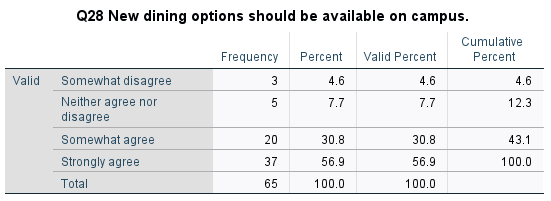 Q28 New dining options should be available on campus.
Frequency Percent Valid Percent Cumulative Percent
Valid Somewhat disagree 3 4.6 4.6 4.6
Neither agree nor disagree 5 7.7 7.7 12.3
Somewhat agree 20 30.8 30.8 43.1
Strongly agree 37 56.9 56.9 100.0
Total 65 100.0 100.0